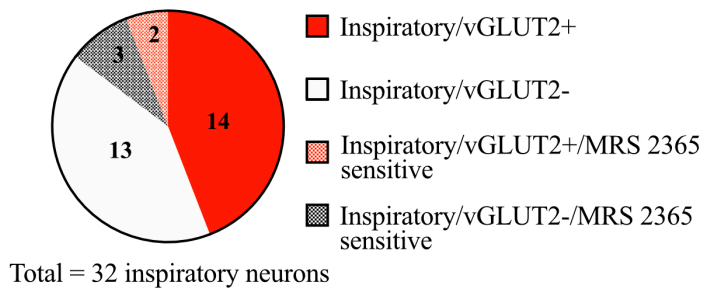 2
3
14
13
Inspiratory/vGLUT2+
Inspiratory/vGLUT2-
Inspiratory/vGLUT2+/MRS 2365
sensitive
Inspiratory/vGLUT2-/MRS 2365
sensitive
Total = 32 inspiratory neurons